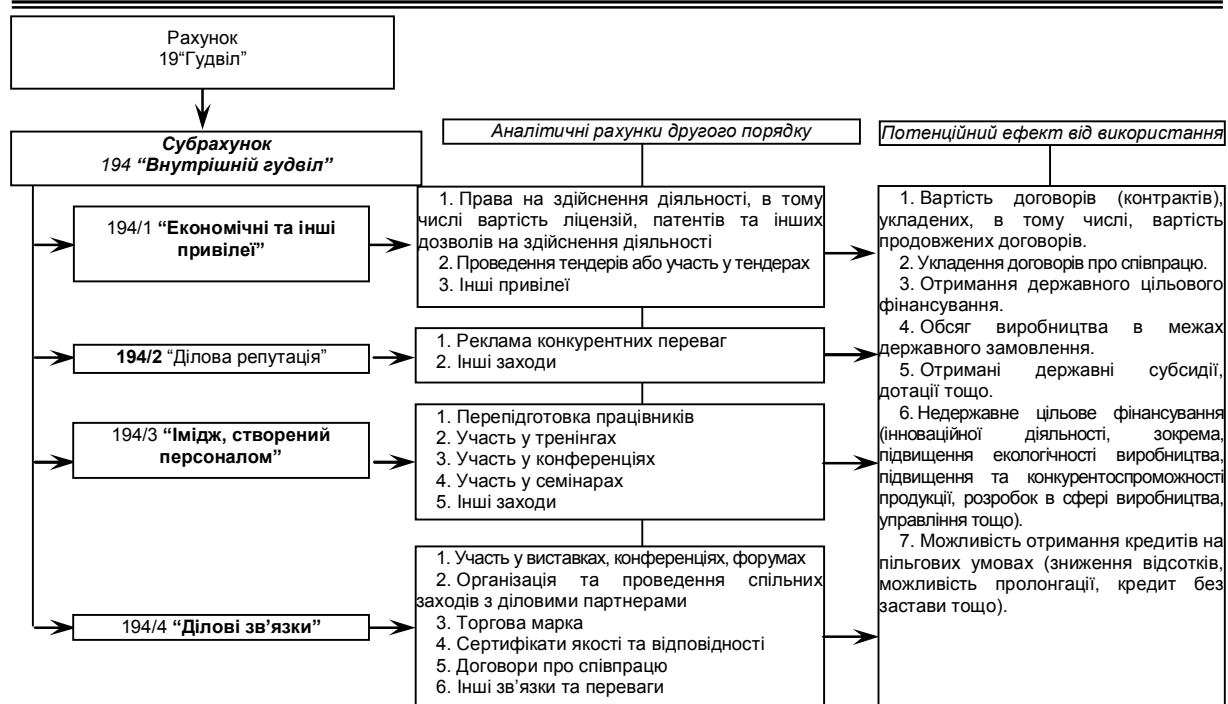 Рахунок
19“Гудвіл”
Субрахунок
194 “Внутрішній гудвіл”
Аналітичні рахунки другого порядку
Потенційний ефект від використання
194/1 “Економічні та інші
привілеї”
1. Права на здійснення діяльності, в тому
числі вартість ліцензій, патентів та інших
дозволів на здійснення діяльності
2. Проведення тендерів або участь у тендерах
3. Інші привілеї
194/2 “Ділова репутація”
1. Реклама конкурентних переваг
2. Інші заходи
194/3 “Імідж, створений
персоналом”
1. Перепідготовка працівників
2. Участь у тренінгах
3. Участь у конференціях
4. Участь у семінарах
5. Інші заходи
194/4 “Ділові зв’язки”
1. Участь у виставках, конференціях, форумах
2. Організація та проведення спільних
заходів з діловими партнерами
3. Торгова марка
4. Сертифікати якості та відповідності
5. Договори про співпрацю
6. Інші зв’язки та переваги
1. Вартість договорів (контрактів),
укладених, в тому числі, вартість
продовжених договорів.
2. Укладення договорів про співпрацю.
3. Отримання державного цільового
фінансування.
4. Обсяг виробництва в межах
державного замовлення.
5. Отримані державні субсидії,
дотації тощо.
6. Недержавне цільове фінансування
(інноваційної діяльності, зокрема,
підвищення екологічності виробництва,
підвищення та конкурентоспроможності
продукції, розробок в сфері виробництва,
управління тощо).
7. Можливість отримання кредитів на
пільгових умовах (зниження відсотків,
можливість пролонгації, кредит без
застави тощо).